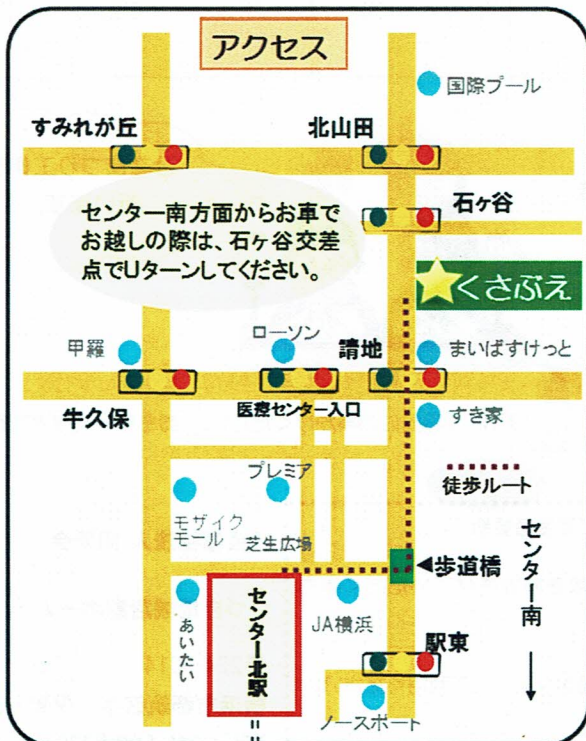 アクセス
国際プール
すみれが丘
北山田
石ヶ谷
センター南方面からお車で
お越しの際は、石ヶ谷交差
点でUターンしてください。
くさぶえ
甲羅
ローソン
請地
まいばすけっと
牛久保
医療センター入口
すき家
プレミア
徒歩ルート
モザイク
モール
芝生広場
センター南
歩道橋
あいたい
センター北駅
JA横浜
駅東
ノースポート